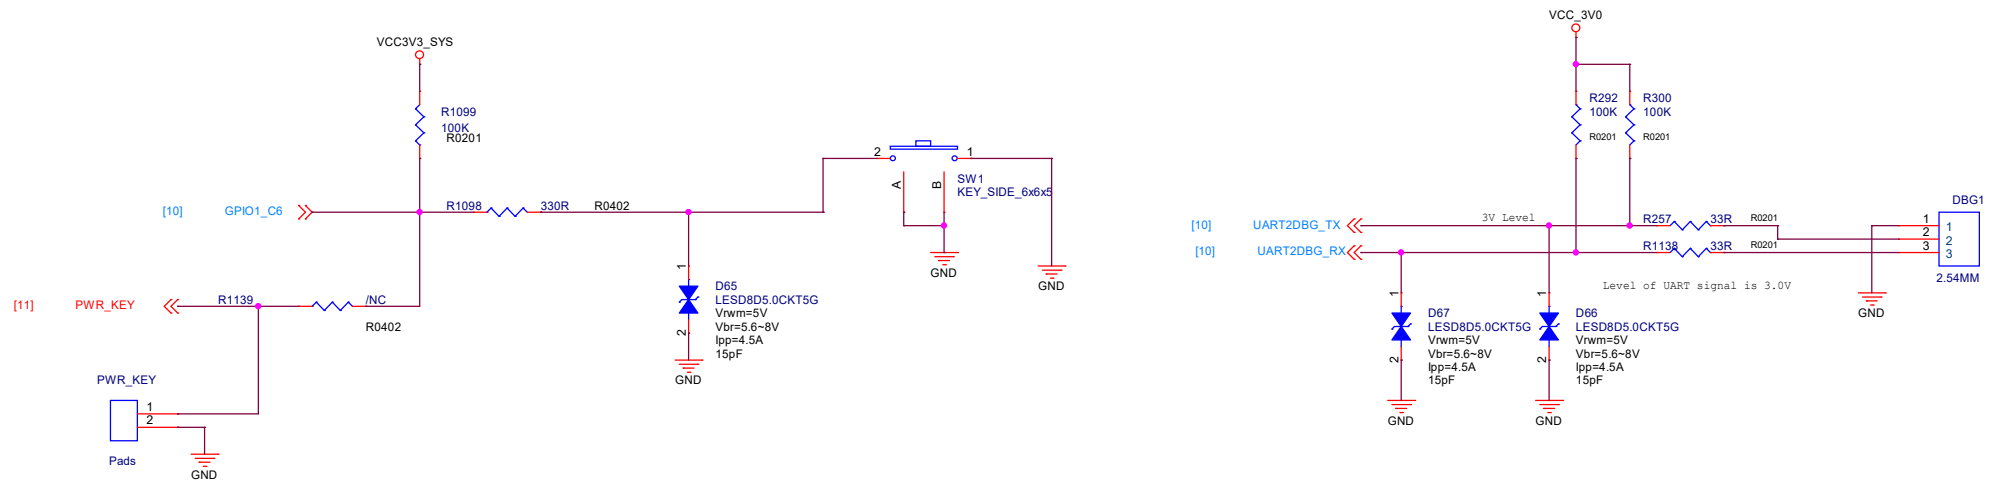 VCC3V3_SYS
R1099
100K
R0201
[10] GPIO1_C6
R1098 330R R0402
2 1
A B
SW1
KEY_SIDE_6x6x5
GND
GND
1
D65
LESD8D5.0CKT5G
Vrwm=5V
Vbr=5.6~8V
Ipp=4.5A
15pF
2
GND
[11] PWR_KEY
R1139 /NC
R0402
PWR_KEY
1
2
Pads
GND
VCC_3V0
R292
100K
R0201
R300
100K
R0201
[10] UART2DBG_TX
3V Level
R257 33R R0201
[10] UART2DBG_RX
R1138 33R R0201
DBG1
1 1
2 2
3 3
2.54MM
GND
Level of UART signal is 3.0V
1
D67
LESD8D5.0CKT5G
Vrwm=5V
Vbr=5.6~8V
Ipp=4.5A
15pF
2
GND
1
D66
LESD8D5.0CKT5G
Vrwm=5V
Vbr=5.6~8V
Ipp=4.5A
15pF
2
GND